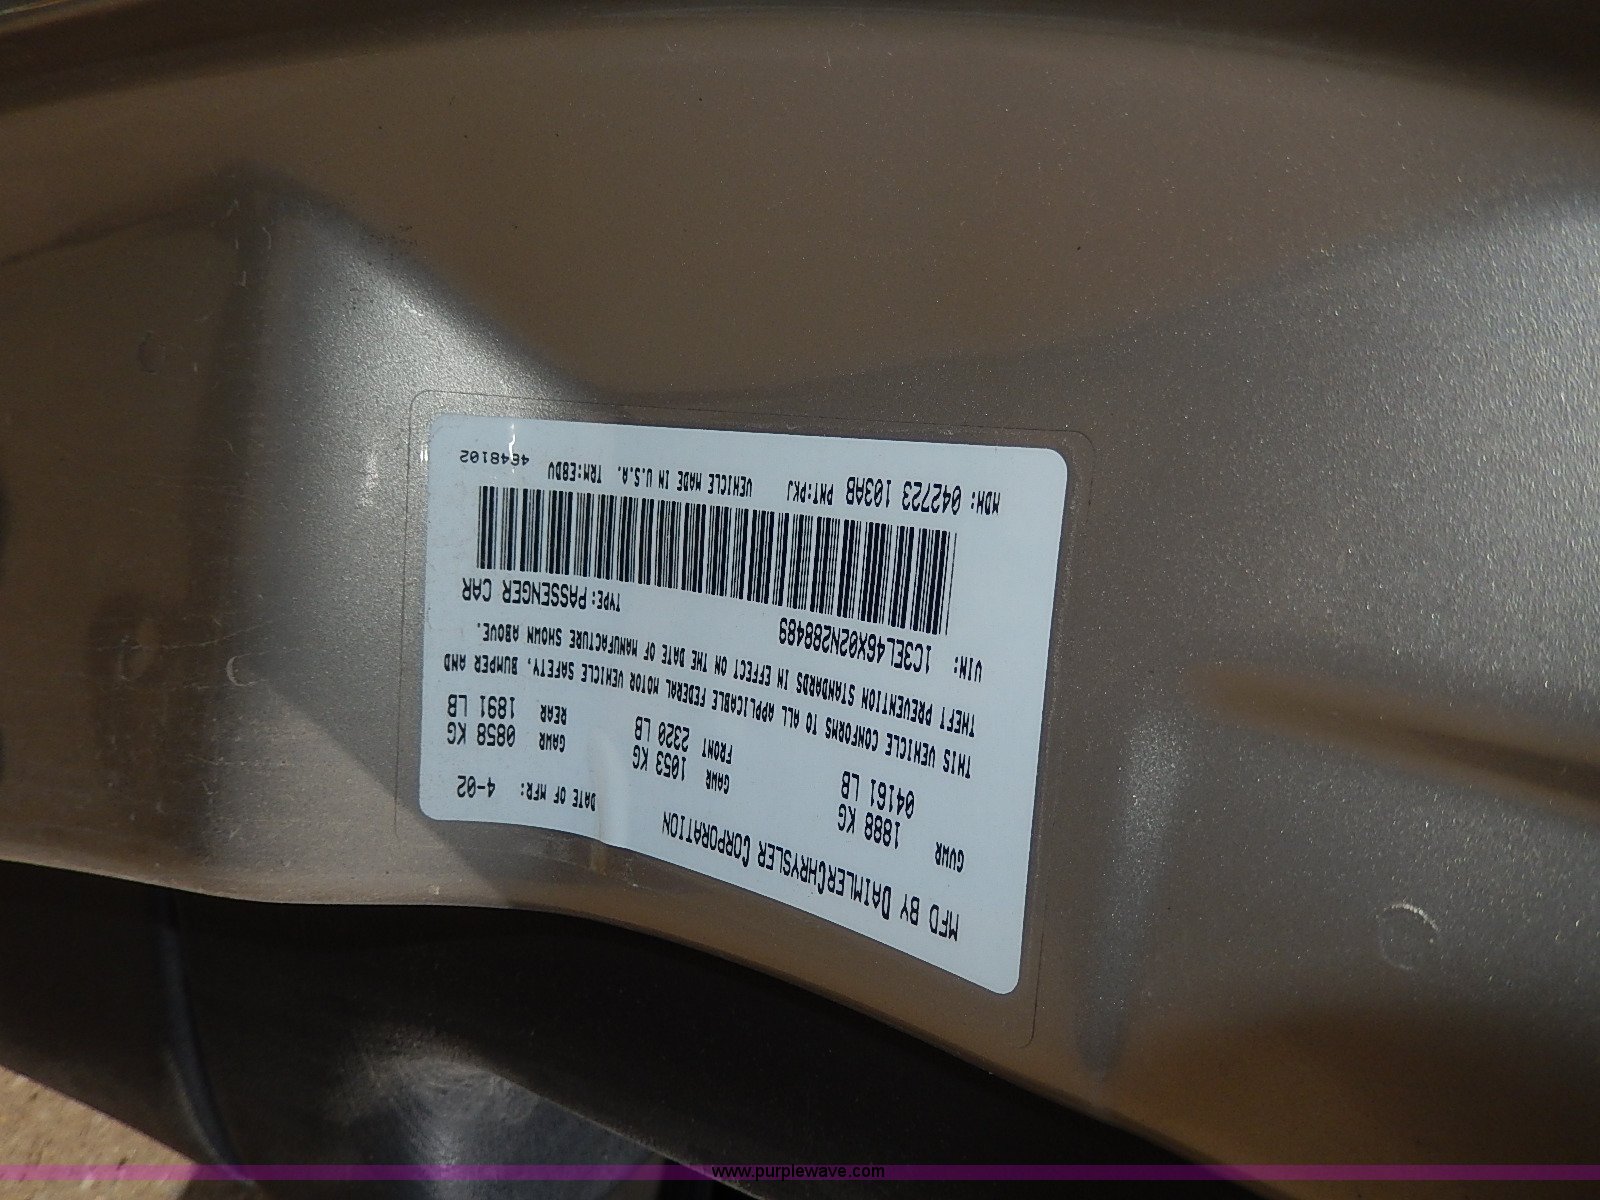 MFD BY DAIMLERCHRYSLER CORPORATION DATE OF MFR: 4-02
GVWR 1888 KG GAWR 1053 KG GAWR 0858 KG
04161 LB FRONT 2320 LB REAR 1891 LB
THIS VEHICLE CONFORMS TO ALL APPLICABLE FEDERAL MOTOR VEHICLE SAFETY, BUMPER AND
THEFT PREVENTION STANDARDS IN EFFECT ON THE DATE OF MANUFACTURE SHOWN ABOVE.
VIN: 1C3EL46X02N288489 TYPE: PASSENGER CAR
MDH: 042723 103AB PNT:PKJ VEHICLE MADE IN U.S.A. TRM:EBDV 4648102
www.purplewave.com